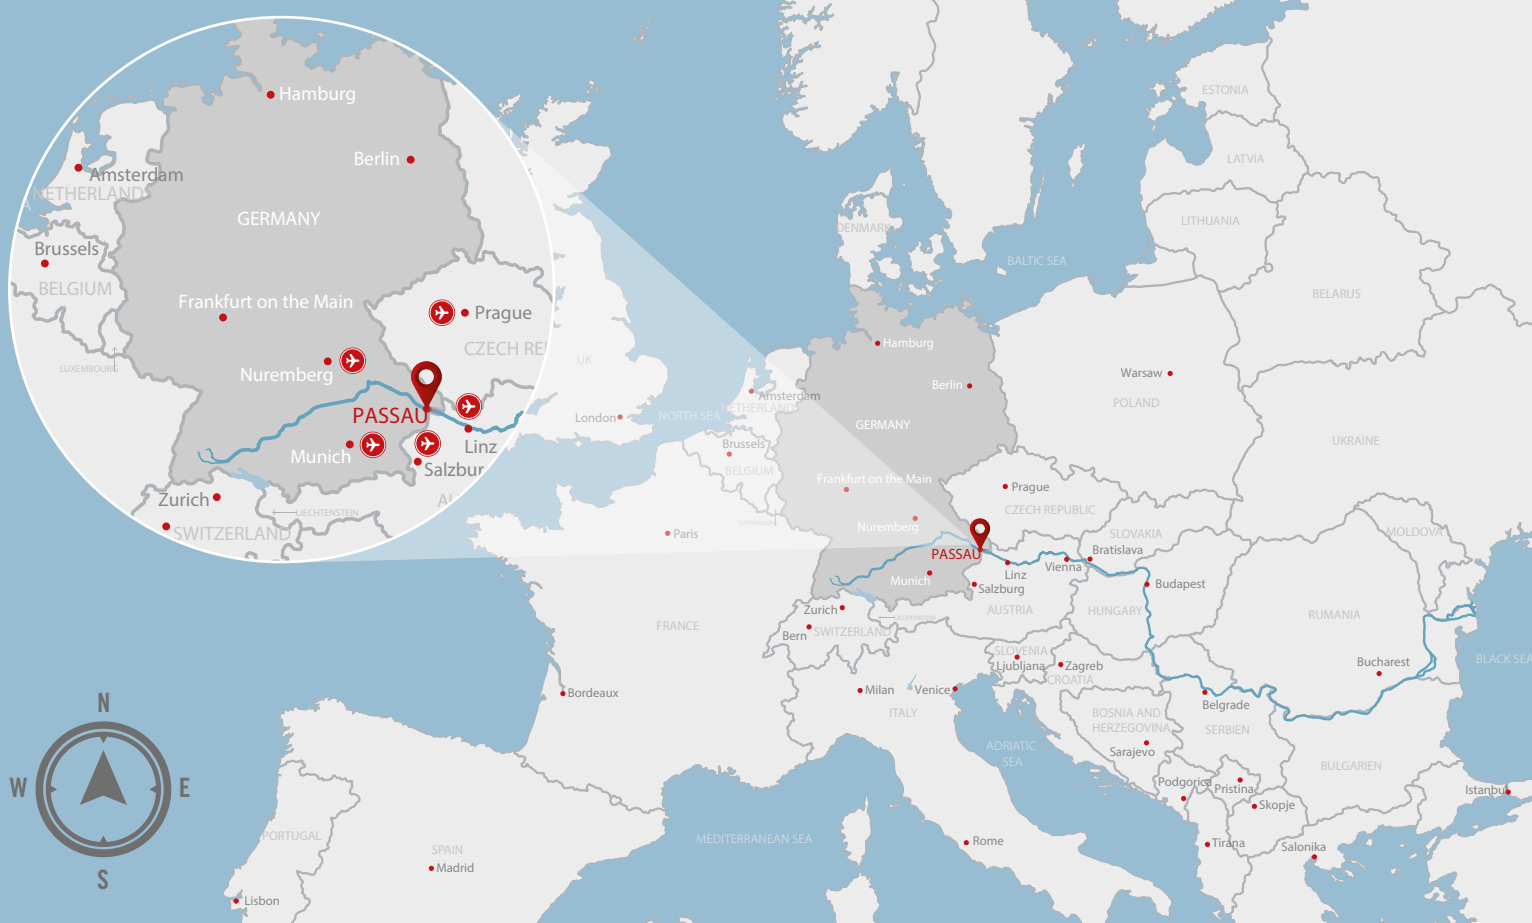 Hamburg
Berlin
Amsterdam
NETHERLANDS
GERMANY
Brussels
BELGIUM
Frankfurt on the Main
Prague
CZECH RE
LUXEMBOURG
Nuremberg
PASSAU
Linz
Munich
Salzbur
Zurich
LIECHTENSTEIN
SWITZERLAND
AU
ESTONIA
LATVIA
LITHUANIA
DENMARK
BALTIC SEA
BELARUS
Hamburg
UK
Warsaw
Berlin
Amsterdam
POLAND
NETHERLANDS
London
NORTH SEA
GERMANY
UKRAINE
Brussels
BELGIUM
Frankfurt on the Main
Prague
CZECH REPUBLIC
LUXEMBOURG
Nuremberg
Paris
SLOVAKIA
MOLDOVA
PASSAU
Bratislava
Vienna
Linz
Munich
Salzburg
Budapest
Zurich
AUSTRIA
HUNGARY
RUMANIA
LIECHTENSTEIN
FRANCE
Bern
SWITZERLAND
SLOVENIA
Ljubljana
Zagreb
CROATIA
Bucharest
BLACK SEA
Bordeaux
Milan
Venice
Belgrade
ITALY
BOSNIA AND
HERZEGOVINA
SERBIEN
ADRIATIC
SEA
Sarajevo
BULGARIEN
N
W
E
S
Podgorica
Pristina
Istanbul
Skopje
PORTUGAL
MEDITERRANEAN SEA
Rome
Tirana
Salonika
SPAIN
Madrid
Lisbon